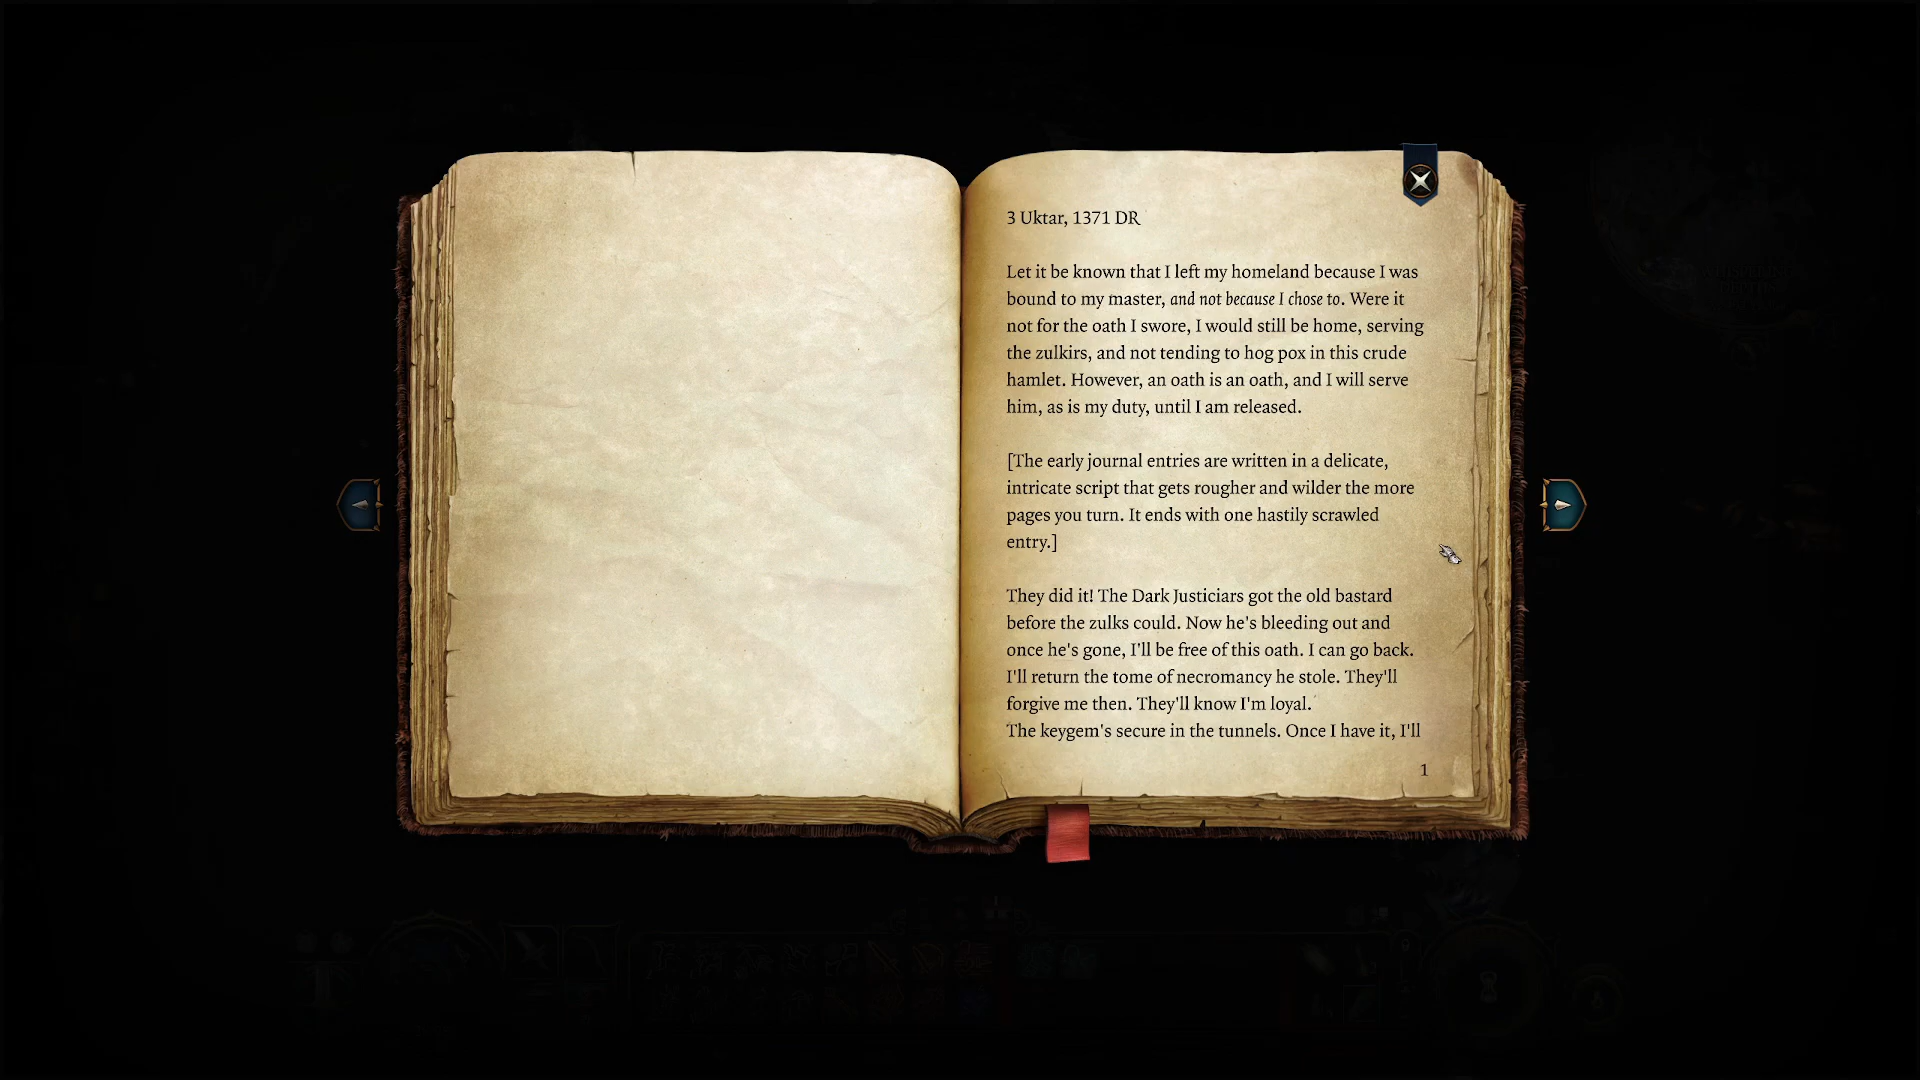 3 Uktar, 1371 DR
Let it be known that I left my homeland because I was
bound to my master, and not because I chose to. Were it
not for the oath I swore, I would still be home, serving
the zulkirs, and not tending to hog pox in this crude
hamlet. However, an oath is an oath, and I will serve
him, as is my duty, until I am released.
[The early journal entries are written in a delicate,
intricate script that gets rougher and wilder the more
pages you turn. It ends with one hastily scrawled
entry.]
They did it! The Dark Justiciars got the old bastard
before the zulks could. Now he's bleeding out and
once he's gone, I'll be free of this oath. I can go back.
I'll return the tome of necromancy he stole. They'll
forgive me then. They'll know I'm loyal.
The keygem's secure in the tunnels. Once I have it, I'll
1